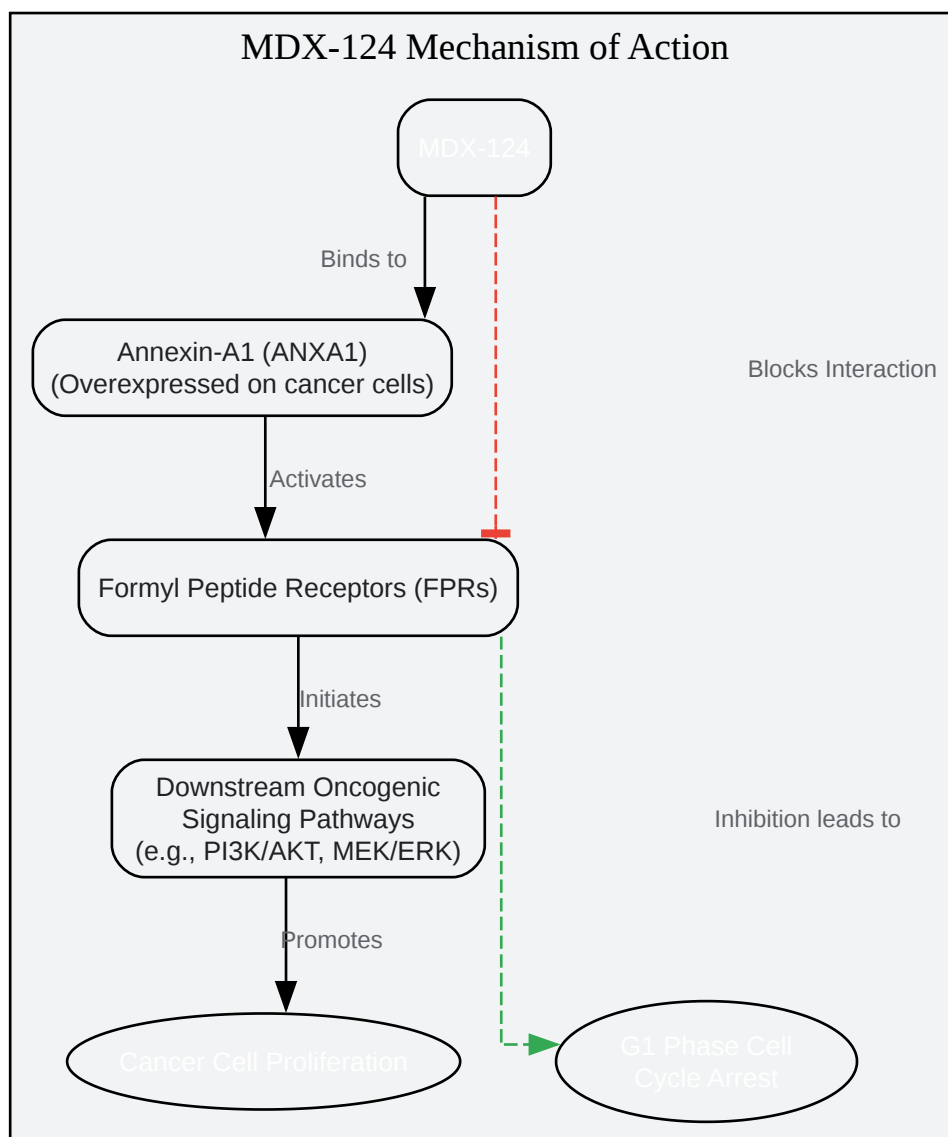 MDX-124 Mechanism of Action
MDX-124
Binds to
Annexin-A1 (ANXA1)
(Overexpressed on cancer cells)
Blocks Interaction
Activates
Formyl Peptide Receptors (FPRs)
Initiates
Downstream Oncogenic
Signaling Pathways
(e.g., PI3K/AKT, MEK/ERK)
Inhibition leads to
Promotes
Cancer Cell Proliferation
G1 Phase Cell
Cycle Arrest